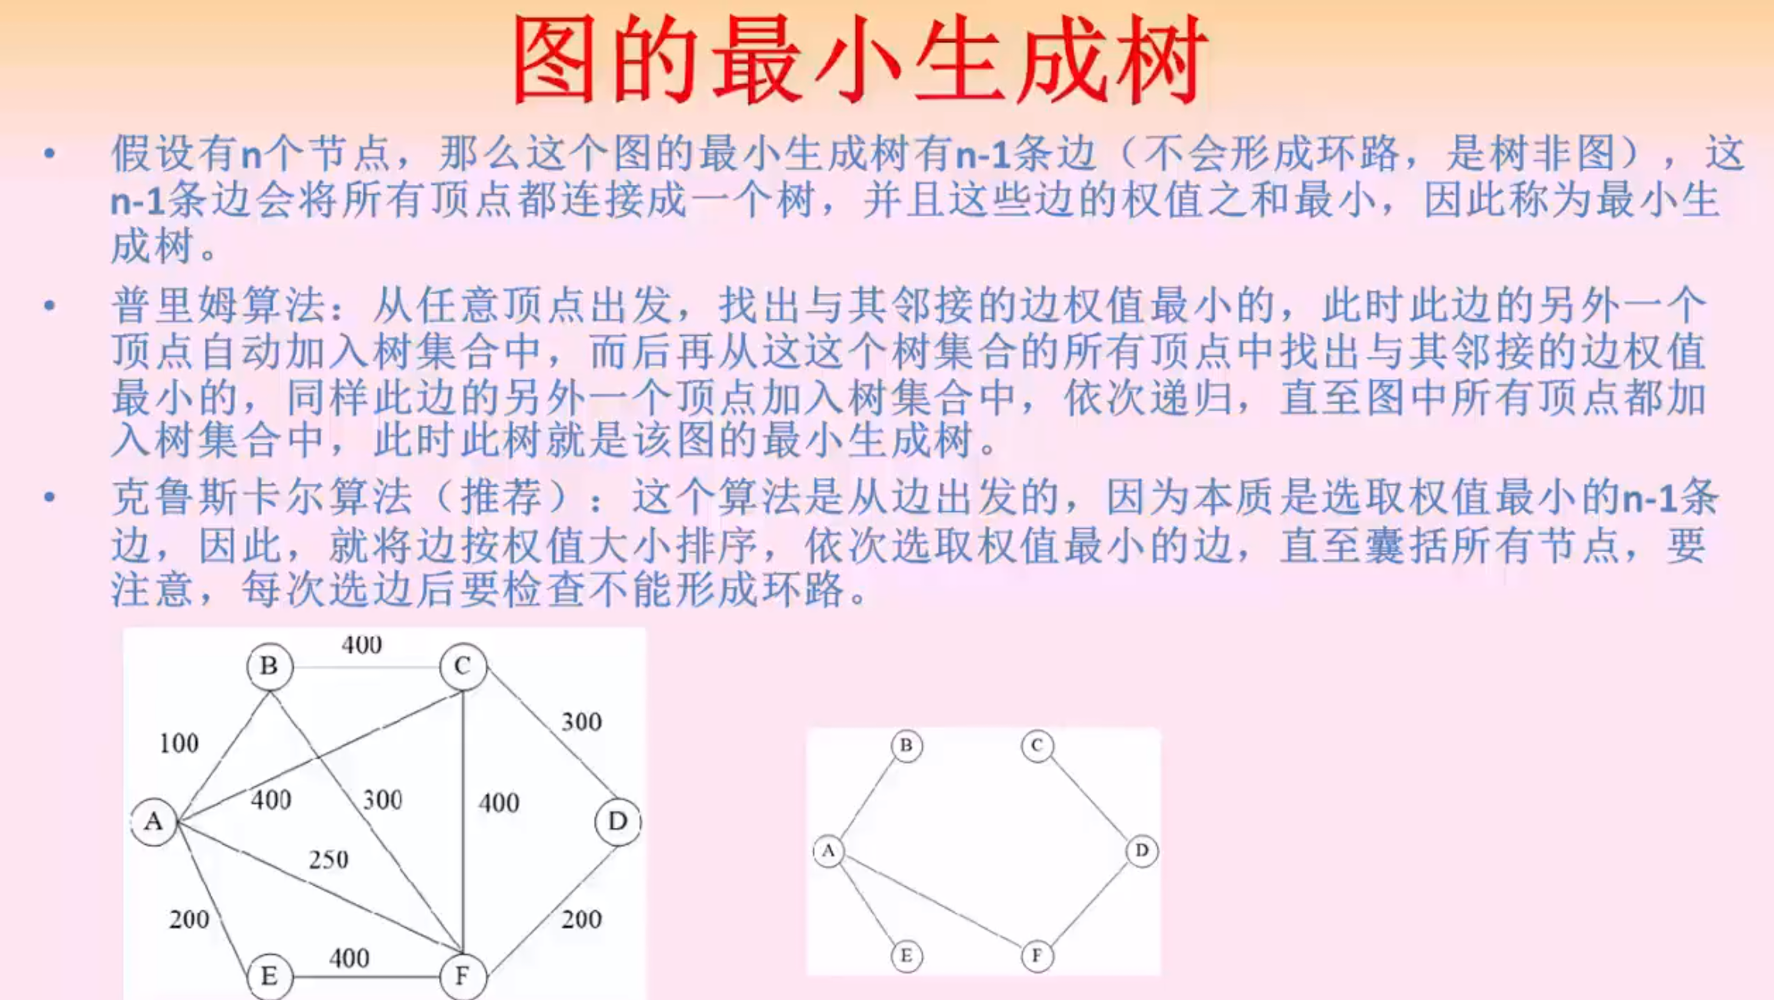 图的最小生成树
• 假设有n个节点，那么这个图的最小生成树有n-1条边（不会形成环路，是树非图），这
n-1条边会将所有顶点都连接成一个树，并且这些边的权值之和最小，因此称为最小生
成树。
• 普里姆算法：从任意顶点出发，找出与其邻接的边权值最小的，此时此边的另外一个
顶点自动加入树集合中，而后再从这这个树集合的所有顶点中找出与其邻接的边权值
最小的，同样此边的另外一个顶点加入树集合中，依次递归，直至图中所有顶点都加
入树集合中，此时此树就是该图的最小生成树。
• 克鲁斯卡尔算法（推荐）：这个算法是从边出发的，因为本质是选取权值最小的n-1条
边，因此，就将边按权值大小排序，依次选取权值最小的边，直至囊括所有节点，要
注意，每次选边后要检查不能形成环路。
400
B C
300
100
400 300 400
A D
250
200 200
400
E F
B C
A D
E F